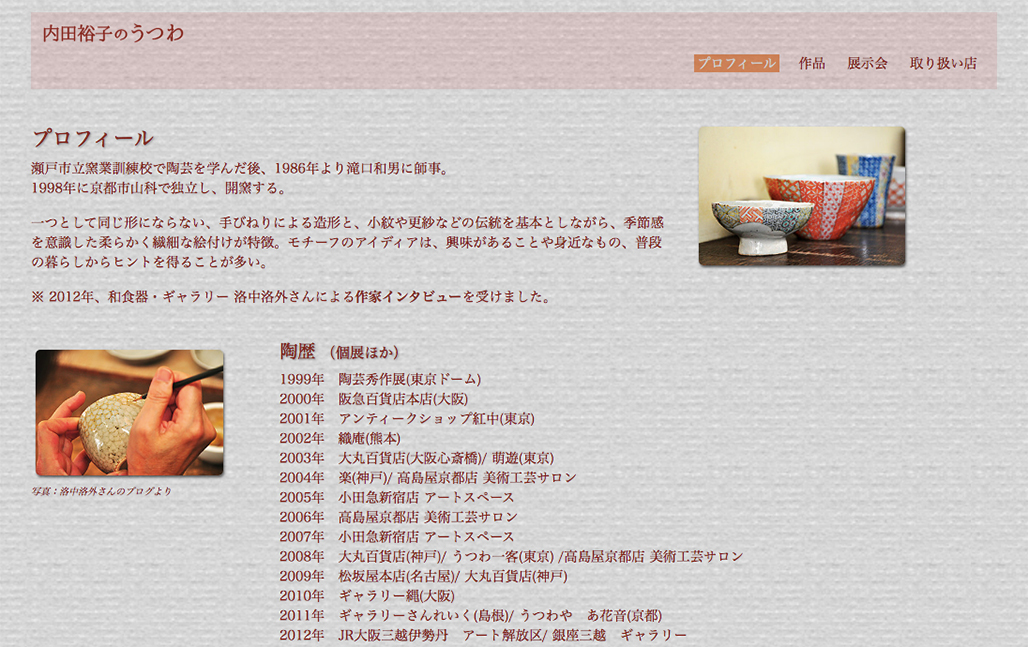 内田裕子のうつわ
プロフィール 作品 展示会 取り扱い店
プロフィール
瀬戸市立窯業訓練校で陶芸を学んだ後、1986年より滝口和男に師事。
1998年に京都市山科で独立し、開窯する。
一つとして同じ形にならない、手びねりによる造形と、小紋や更紗などの伝統を基本としながら、季節感
を意識した柔らかく繊細な絵付けが特徴。モチーフのアイディアは、興味があることや身近なもの、普段
の暮らしからヒントを得ることが多い。
※ 2012年、和食器・ギャラリー 洛中洛外さんによる作家インタビューを受けました。
写真：洛中洛外さんのブログより
陶歴 （個展ほか）
1999年　陶芸秀作展(東京ドーム)
2000年　阪急百貨店本店(大阪)
2001年　アンティークショップ紅中(東京)
2002年　織庵(熊本)
2003年　大丸百貨店(大阪心斎橋)/ 萌遊(東京)
2004年　楽(神戸)/ 高島屋京都店 美術工芸サロン
2005年　小田急新宿店 アートスペース
2006年　高島屋京都店 美術工芸サロン
2007年　小田急新宿店 アートスペース
2008年　大丸百貨店(神戸)/ うつわ一客(東京) /高島屋京都店 美術工芸サロン
2009年　松坂屋本店(名古屋)/ 大丸百貨店(神戸)
2010年　ギャラリー縄(大阪)
2011年　ギャラリーさんれいく(島根)/ うつわや　あ花音(京都)
2012年　JR大阪三越伊勢丹　アート解放区/ 銀座三越　ギャラリー